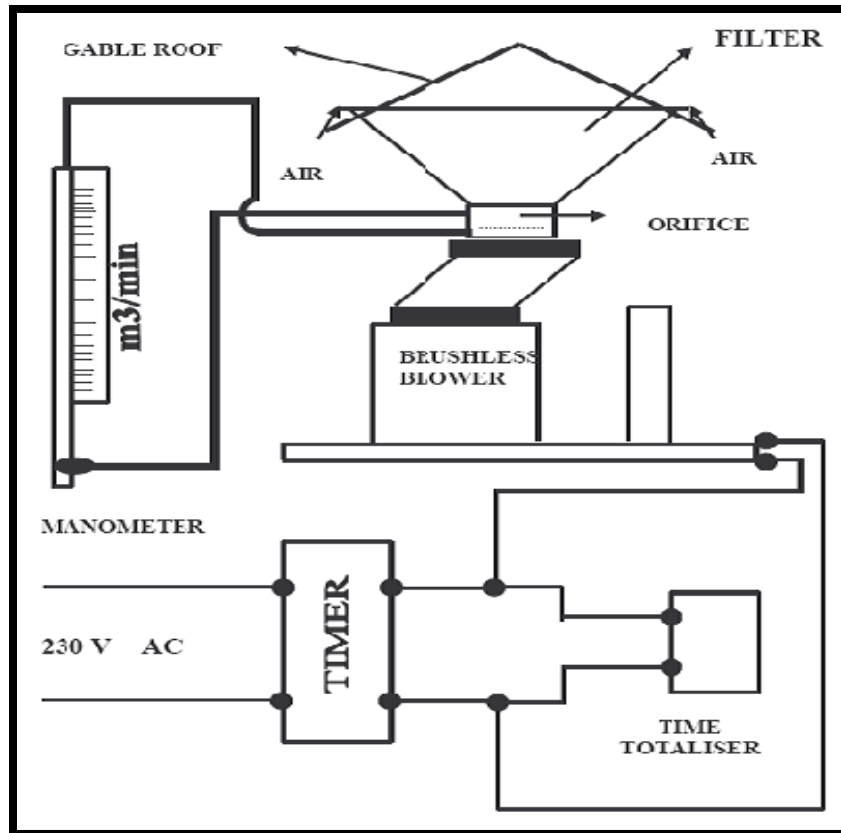 GABLE ROOF
FILTER
AIR
AIR
ORIFICE
m3/min
BRUSHLESS
BLOWER
MANOMETER
TIMER
230 V AC
TIME
TOTALISER